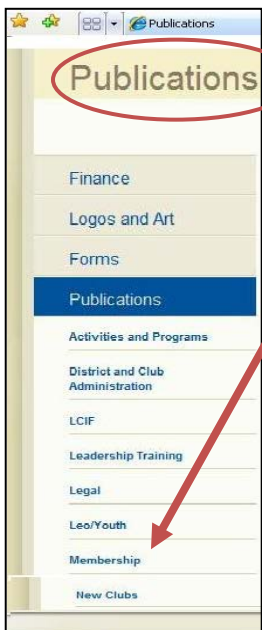 Publications
Publications
Finance
Logos and Art
Forms
Publications
Activities and Programs
District and Club
Administration
LCIF
Leadership Training
Legal
Leo/Youth
Membership
New Clubs